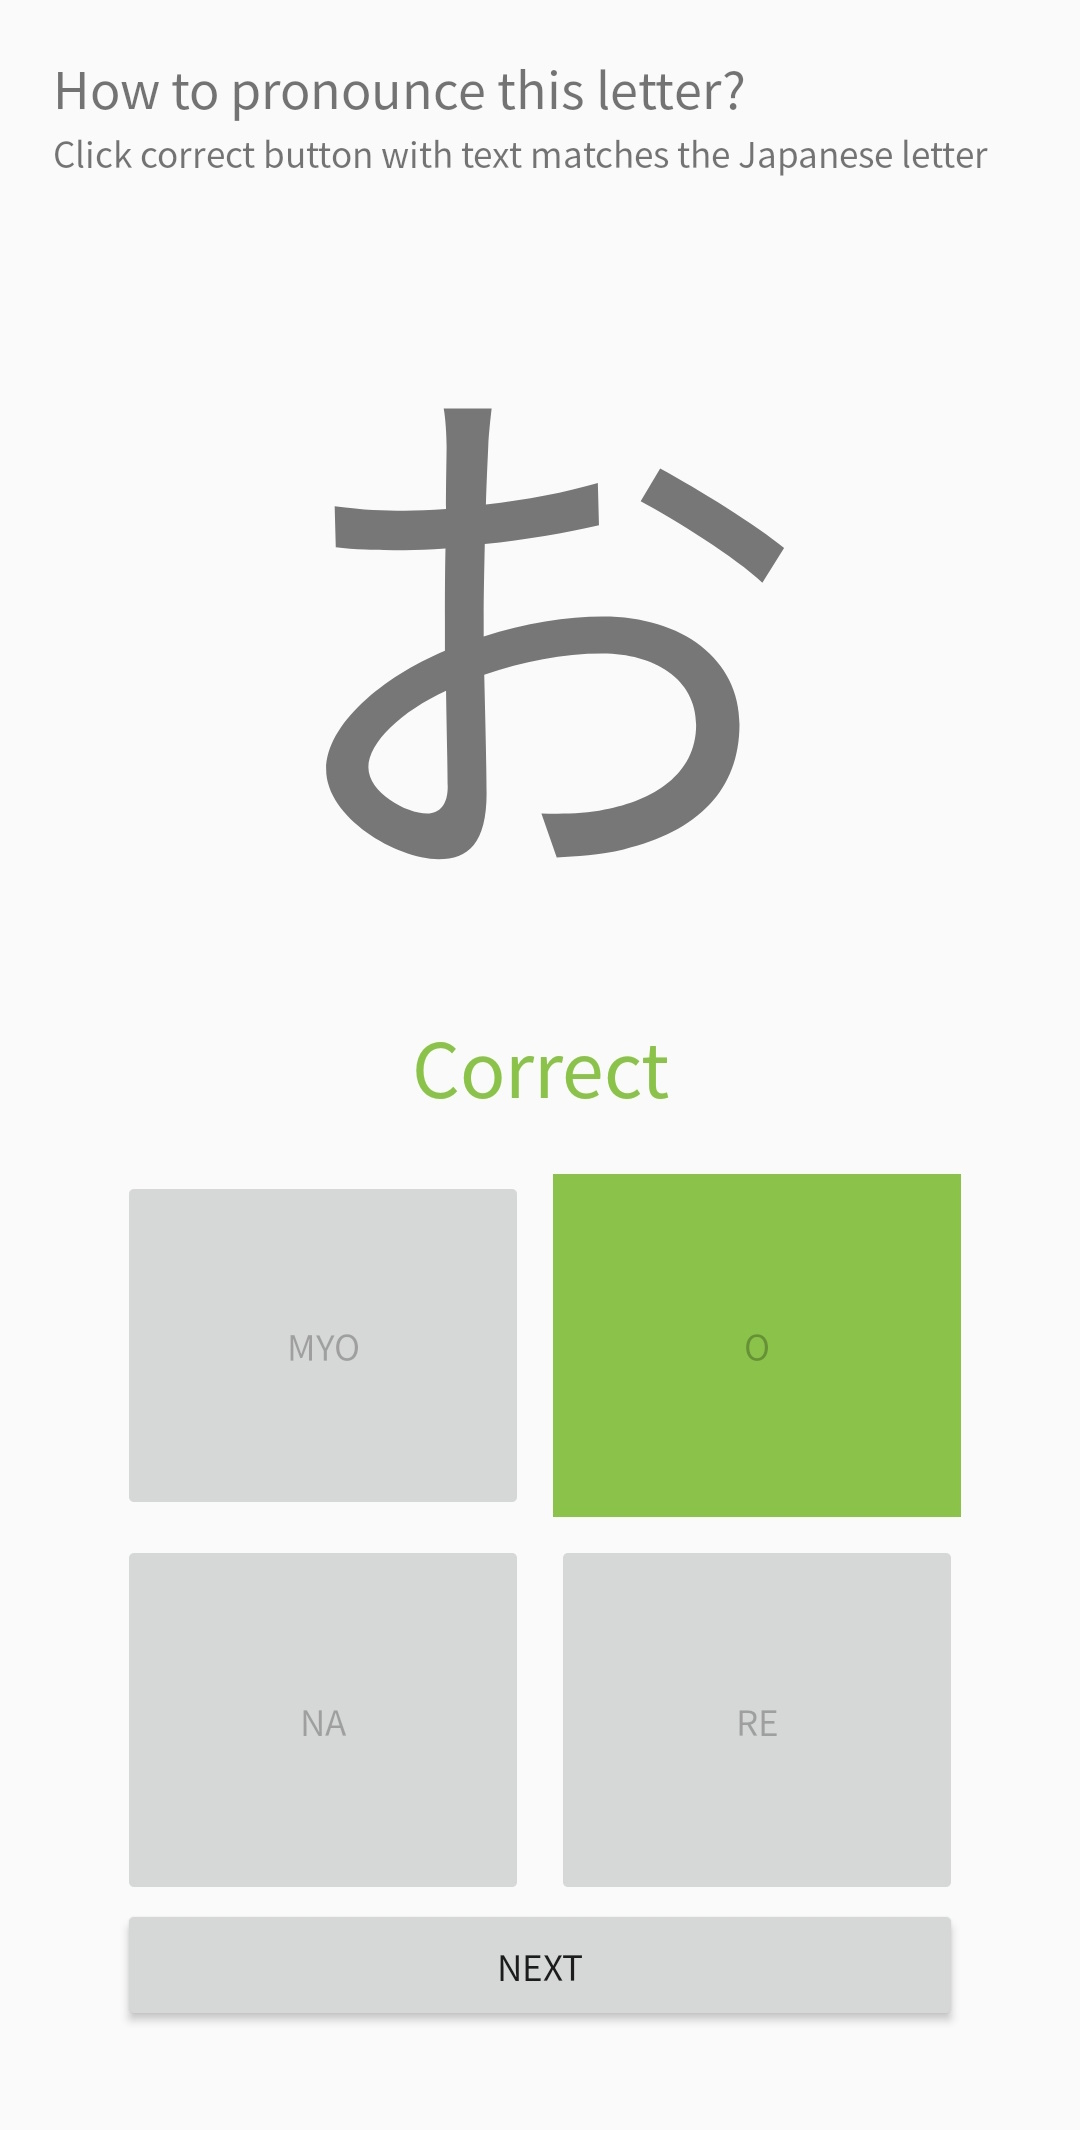 How to pronounce this letter?
Click correct button with text matches the Japanese letter
お
Correct
MYO
O
NA
RE
NEXT